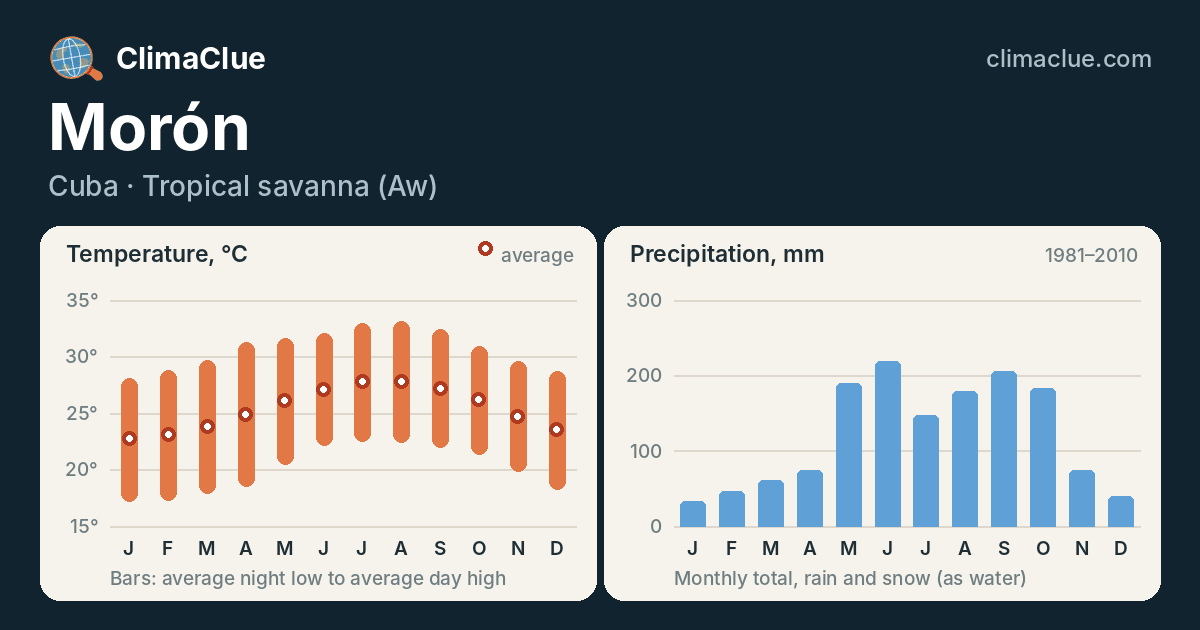 ClimaClue
climaclue.com
Morón
Cuba · Tropical savanna (Aw)
Temperature, °C
average
35°
30°
25°
20°
15°
J F M A M J J A S O N D
Bars: average night low to average day high
Precipitation, mm
1981–2010
300
200
100
0
J F M A M J J A S O N D
Monthly total, rain and snow (as water)